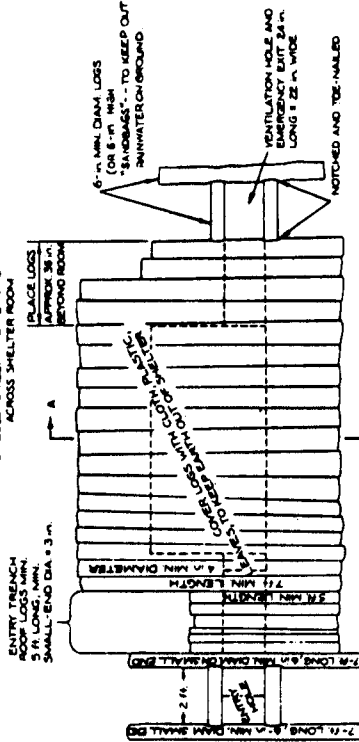 ACROSS SHELTER ROOM
ENTRY TRENCH
ROOF LOGS MIN.
5 ft. LONG, MIN.
SMALL-END DIA. = 3 in.
A
PLACE LOGS
APPROX. 36 in.
BEYOND ROOM
6-in. MIN. DIAM. LOGS
(OR 6-in. HIGH
"SANDBAGS"-- TO KEEP OUT
RAINWATER ON GROUND.
VENTILATION HOLE AND
EMERGENCY EXIT 24 in.
LONG = 22 in. WIDE
NOTCHED AND TOE-NAILED
COVER LOGS WITH CLOTH, PLASTIC,
LEAVES, TO KEEP EARTH OUT OF SHELTER
4 in MIN. DIAMETER
7 ft MIN. LENGTH
5 ft MIN LENGTH
7-ft LONG, 6 in MIN. DIAM ON SMALL END
ENTRY
HOLE
2 ft.
7-ft LONG, 6-in. MIN. DIAM SMALL END